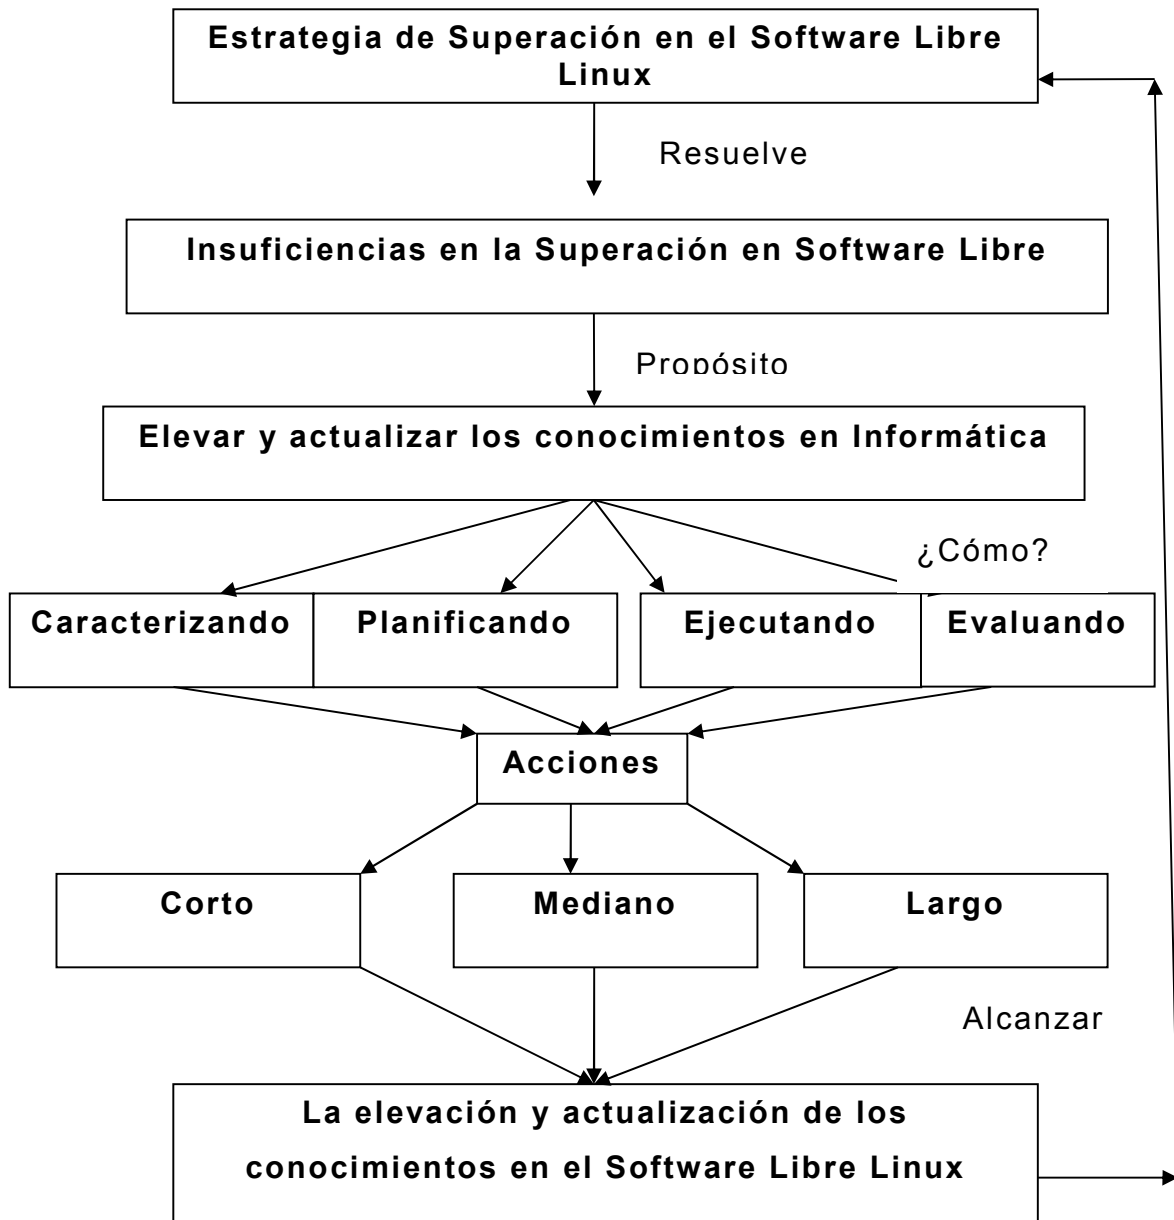 Estrategia de Superación en el Software Libre
Linux
Resuelve
Insuficiencias en la Superación en Software Libre
Propósito
Elevar y actualizar los conocimientos en Informática
¿Cómo?
Caracterizando
Planificando
Ejecutando
Evaluando
Acciones
Corto
Mediano
Largo
Alcanzar
La elevación y actualización de los
conocimientos en el Software Libre Linux